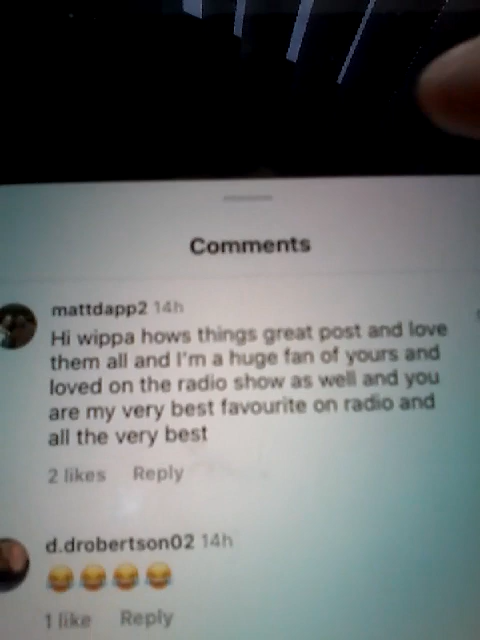 Comments
mattdapp2 14h
Hi wippa hows things great post and love
them all and I'm a huge fan of yours and
loved on the radio show as well and you
are my very best favourite on radio and
all the very best
2 likes Reply
d.drobertson02 14h
😂😂😂😂
1 like Reply